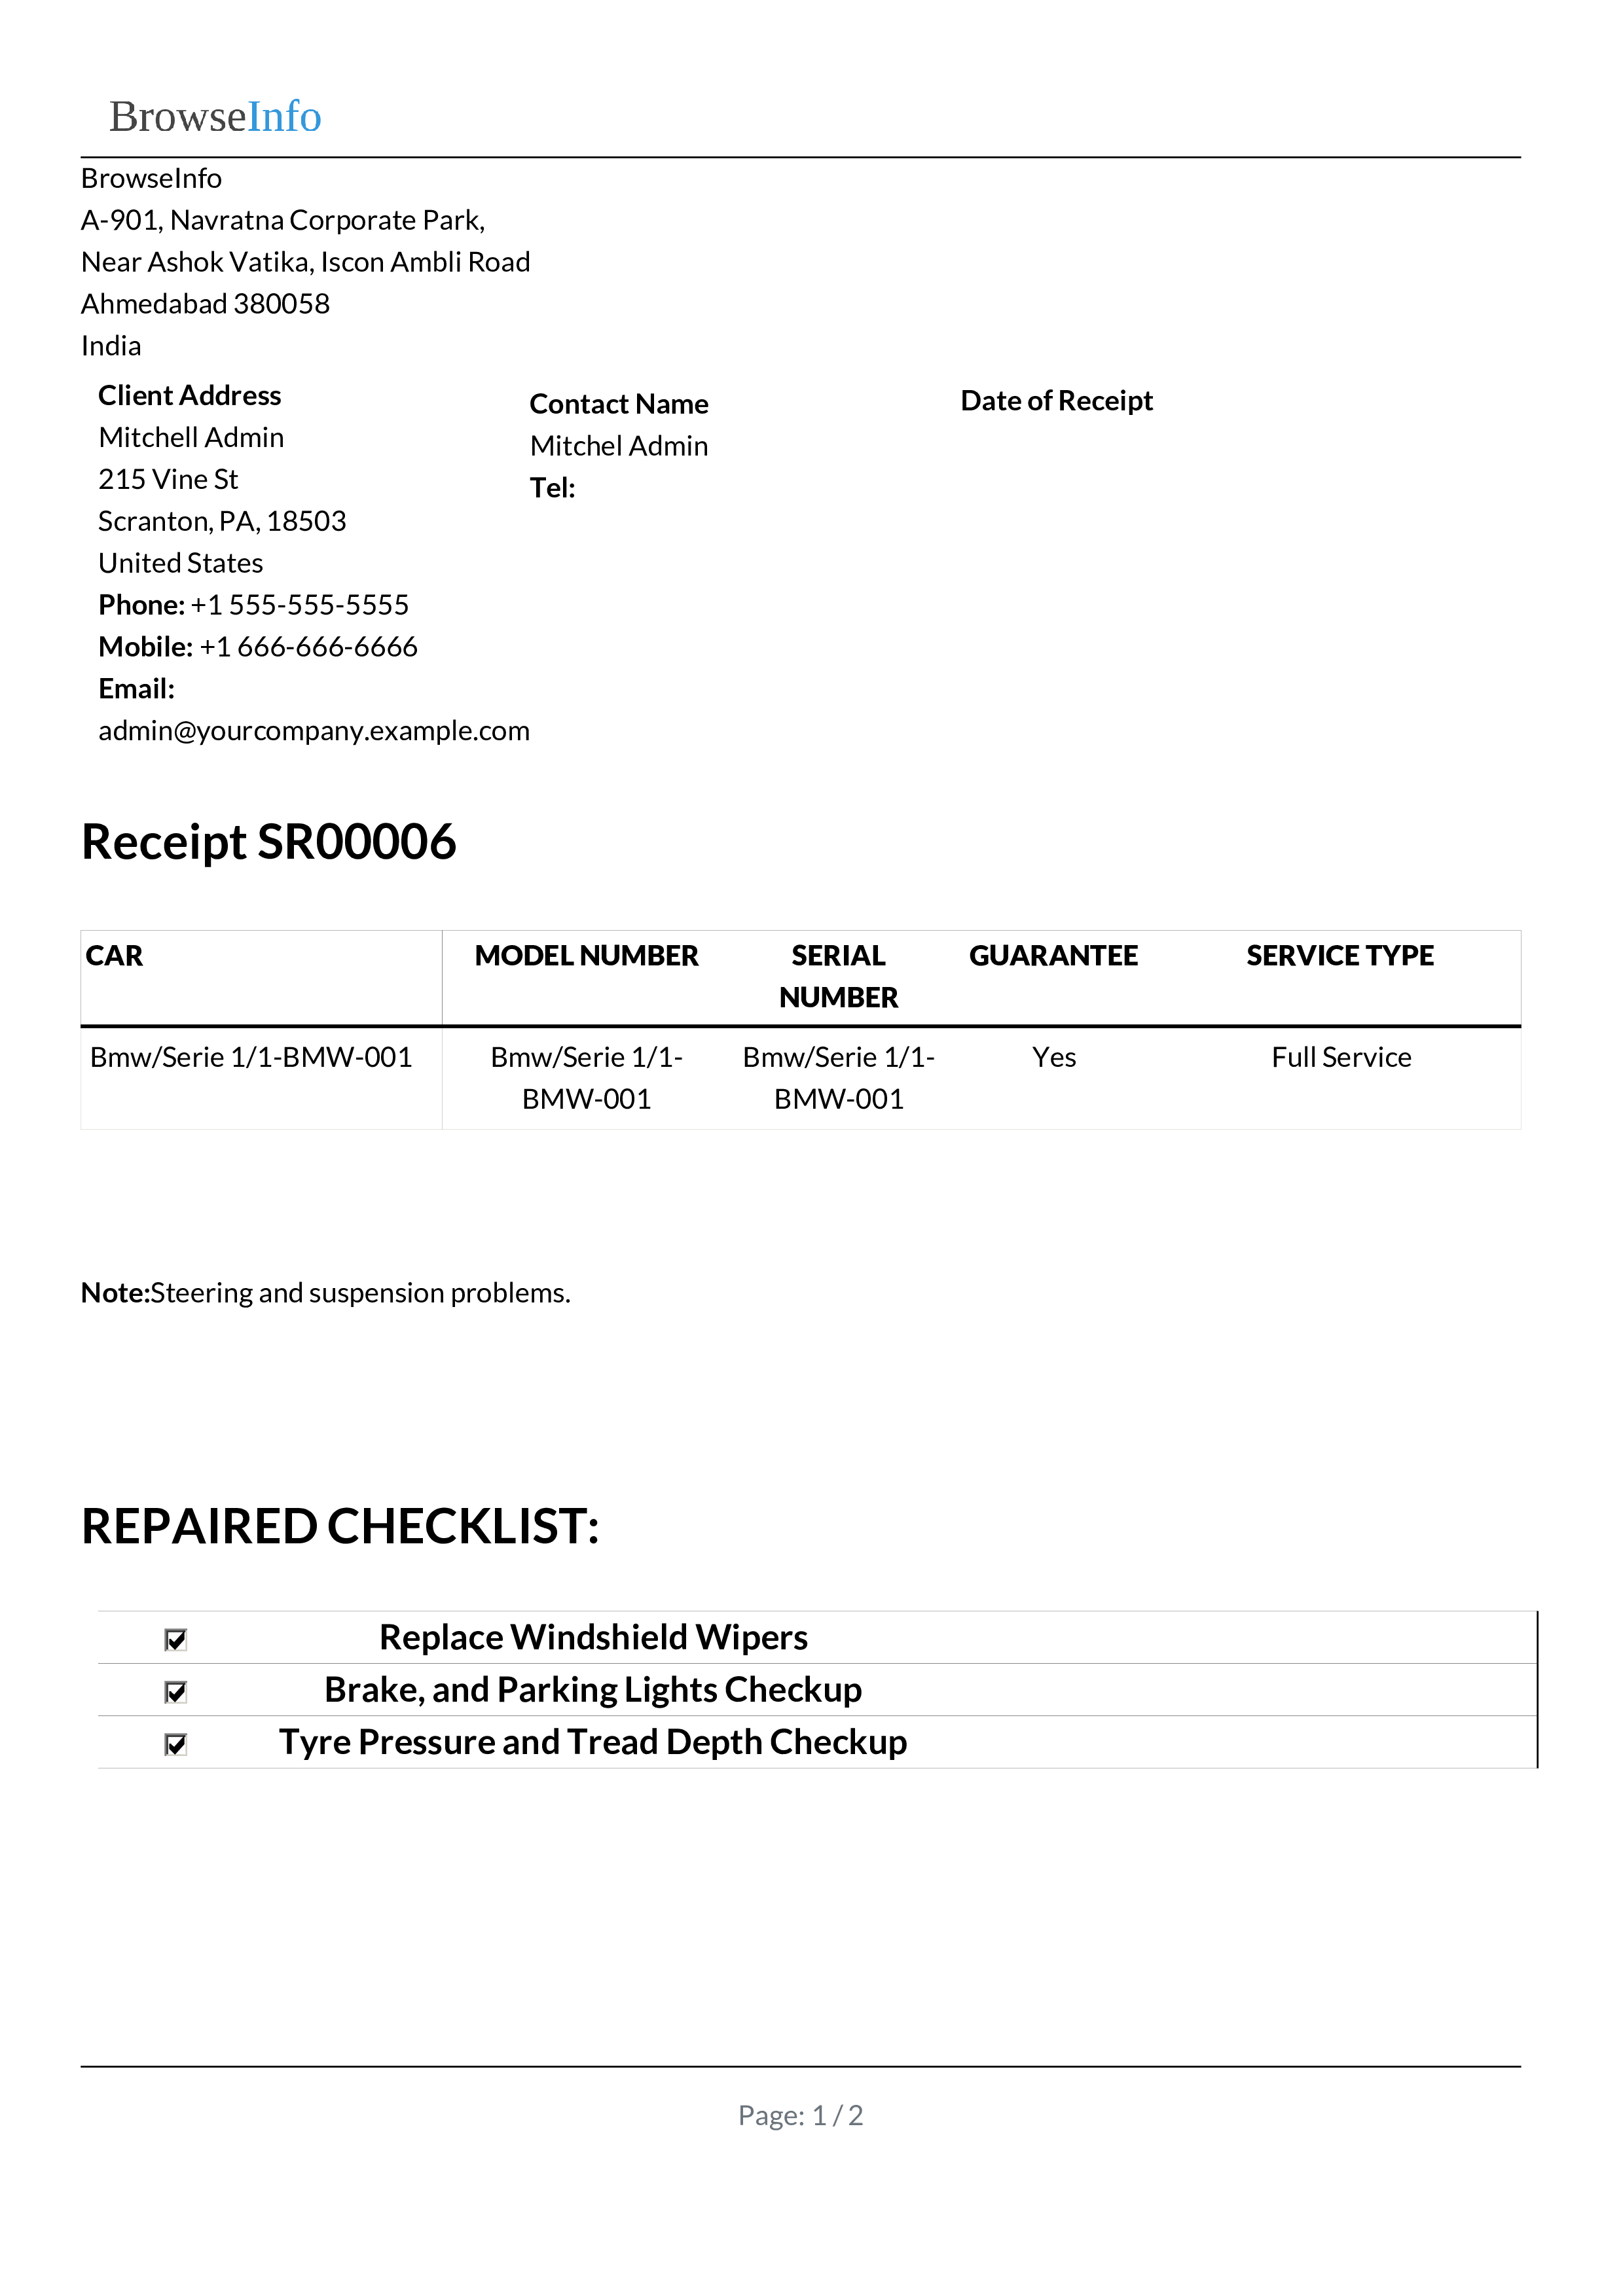 BrowseInfo
BrowseInfo
A-901, Navratna Corporate Park,
Near Ashok Vatika, Iscon Ambli Road
Ahmedabad 380058
India
Client Address
Mitchell Admin
215 Vine St
Scranton, PA, 18503
United States
Phone: +1 555-555-5555
Mobile: +1 666-666-6666
Email:
admin@yourcompany.example.com
Contact Name
Mitchel Admin
Tel:
Date of Receipt
Receipt SR00006
CAR MODEL NUMBER SERIAL GUARANTEE SERVICE TYPE
NUMBER
Bmw/Serie 1/1-BMW-001 Bmw/Serie 1/1- Bmw/Serie 1/1- Yes Full Service
BMW-001 BMW-001
Note:Steering and suspension problems.
REPAIRED CHECKLIST:
Replace Windshield Wipers
Brake, and Parking Lights Checkup
Tyre Pressure and Tread Depth Checkup
Page: 1 / 2